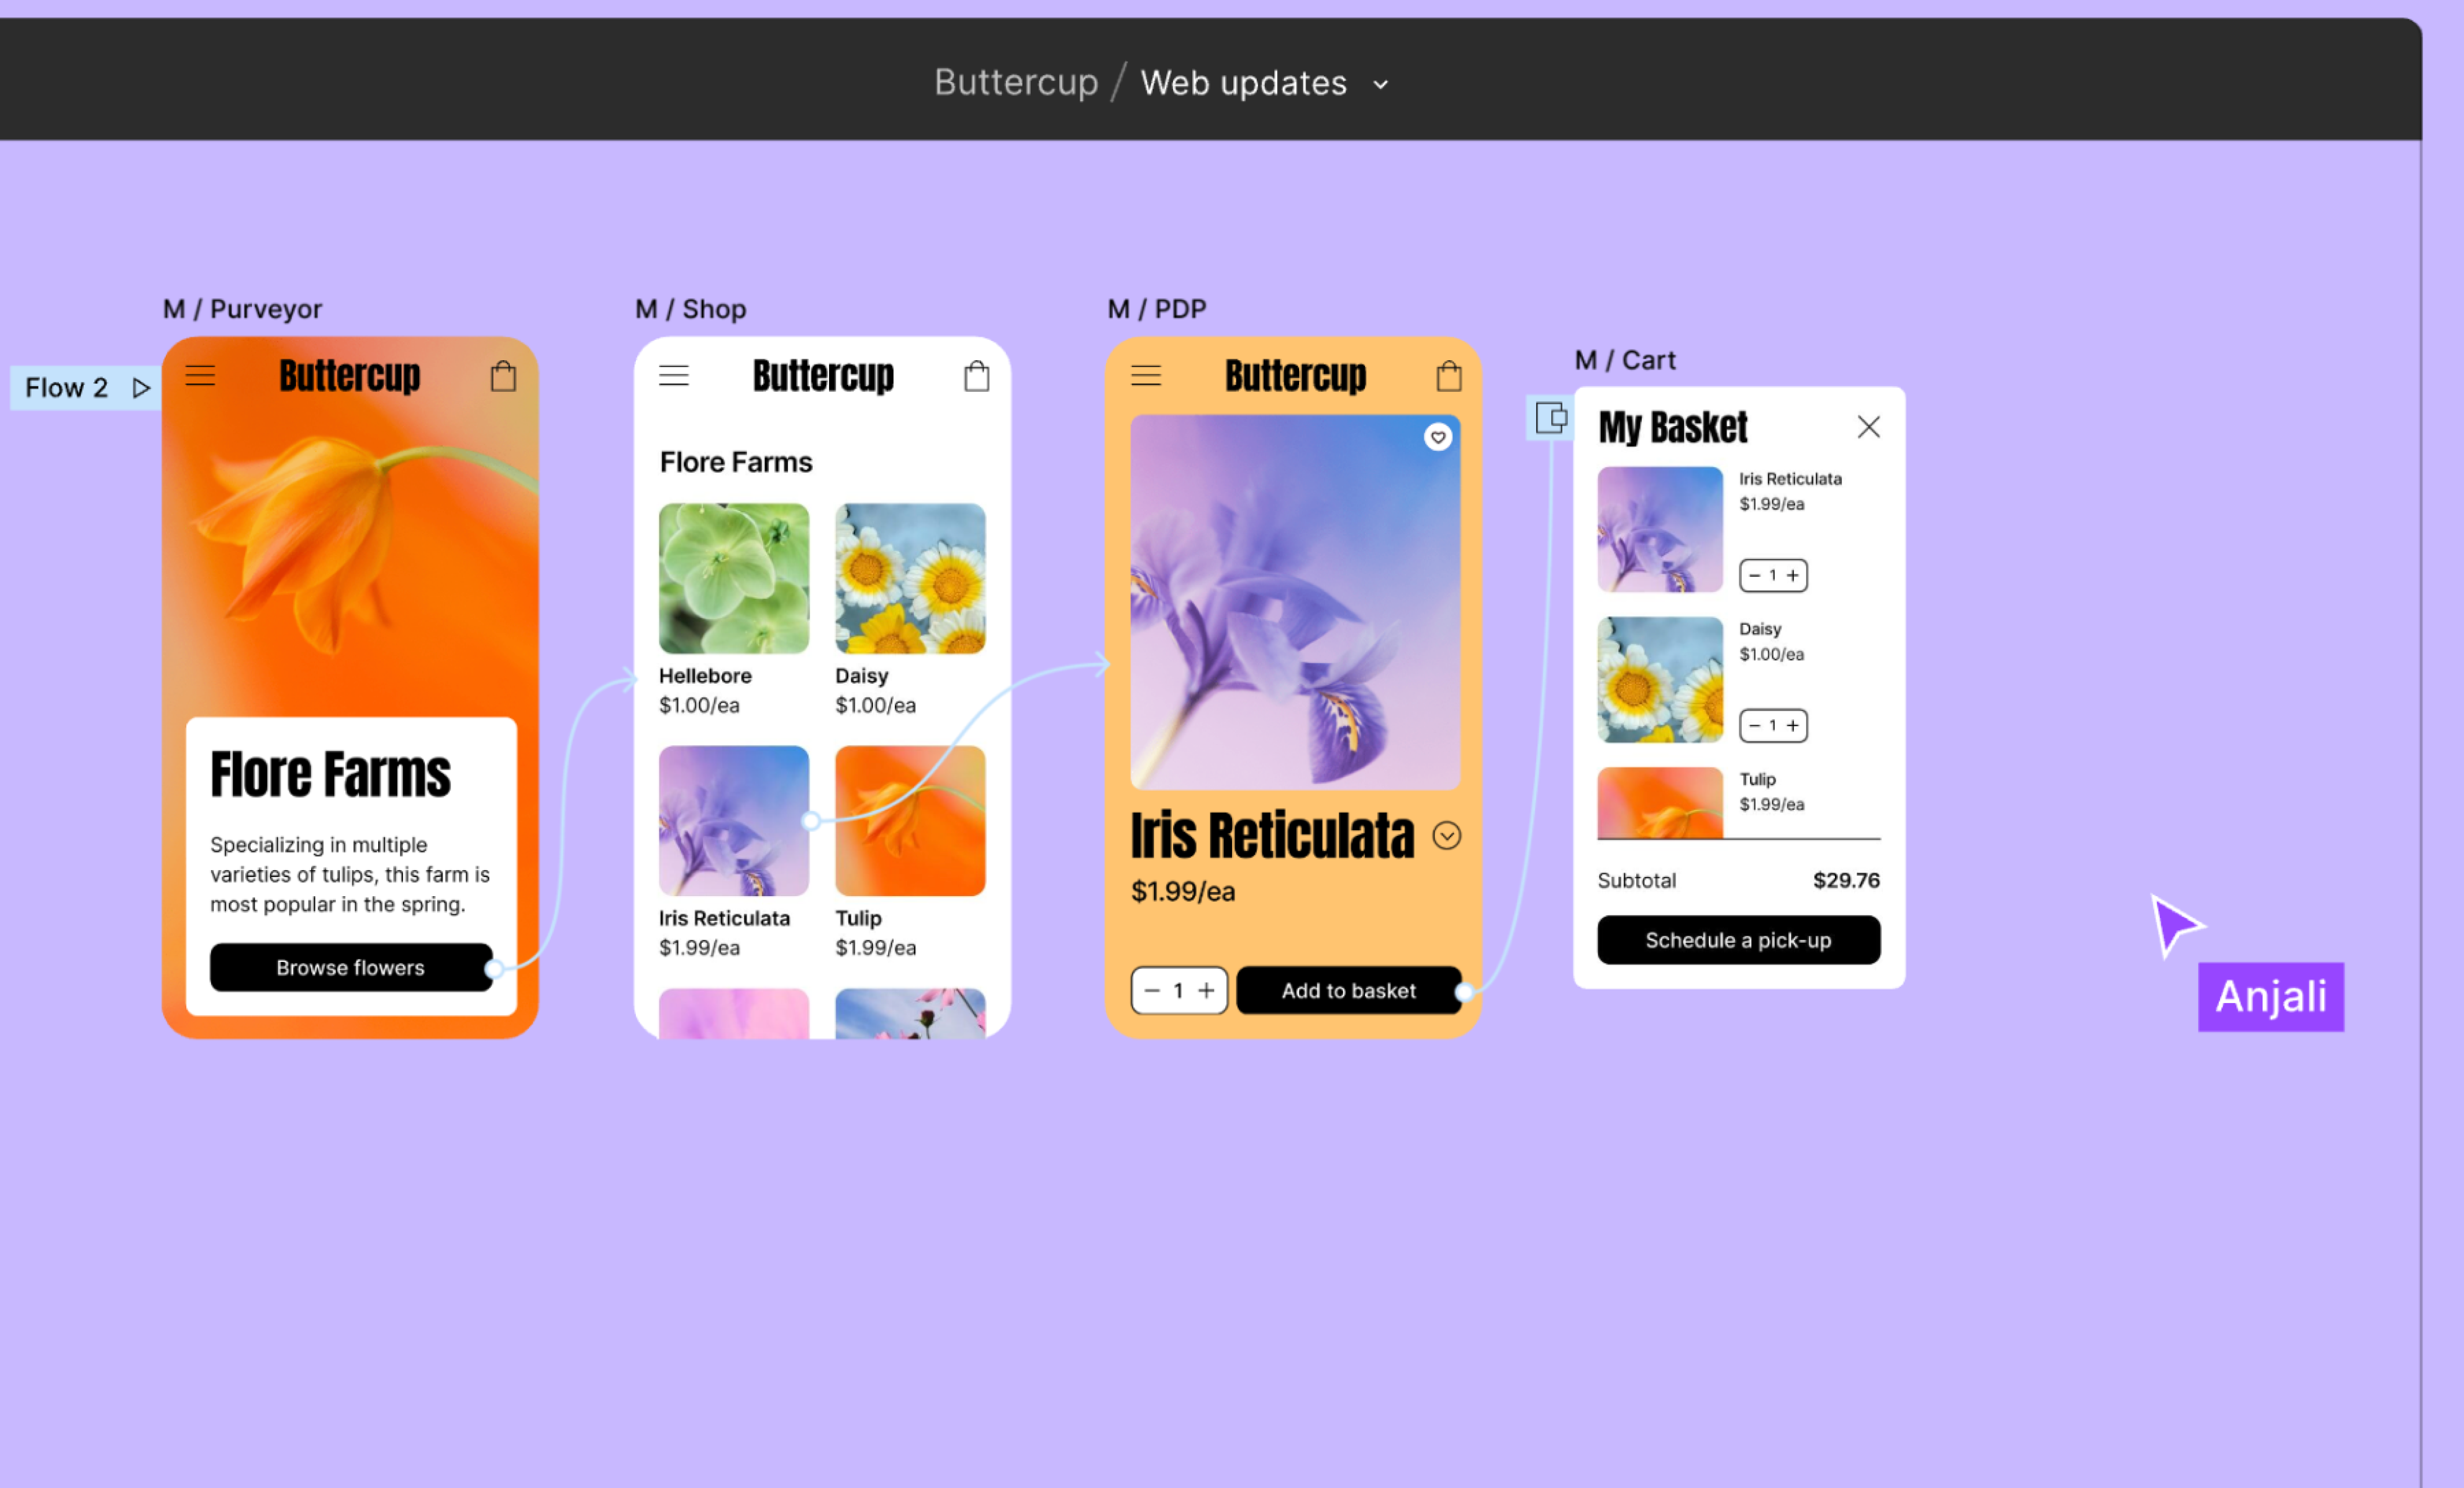 Buttercup / Web updates
M / Purveyor
Flow 2
Buttercup
Flore Farms
Specializing in multiple
varieties of tulips, this farm is
most popular in the spring.
Browse flowers
M / Shop
Buttercup
Flore Farms
Hellebore
$1.00/ea
Daisy
$1.00/ea
Iris Reticulata
$1.99/ea
Tulip
$1.99/ea
M / PDP
Buttercup
Iris Reticulata
$1.99/ea
− 1 +
Add to basket
M / Cart
My Basket
Iris Reticulata
$1.99/ea
− 1 +
Daisy
$1.00/ea
− 1 +
Tulip
$1.99/ea
Subtotal $29.76
Schedule a pick-up
Anjali